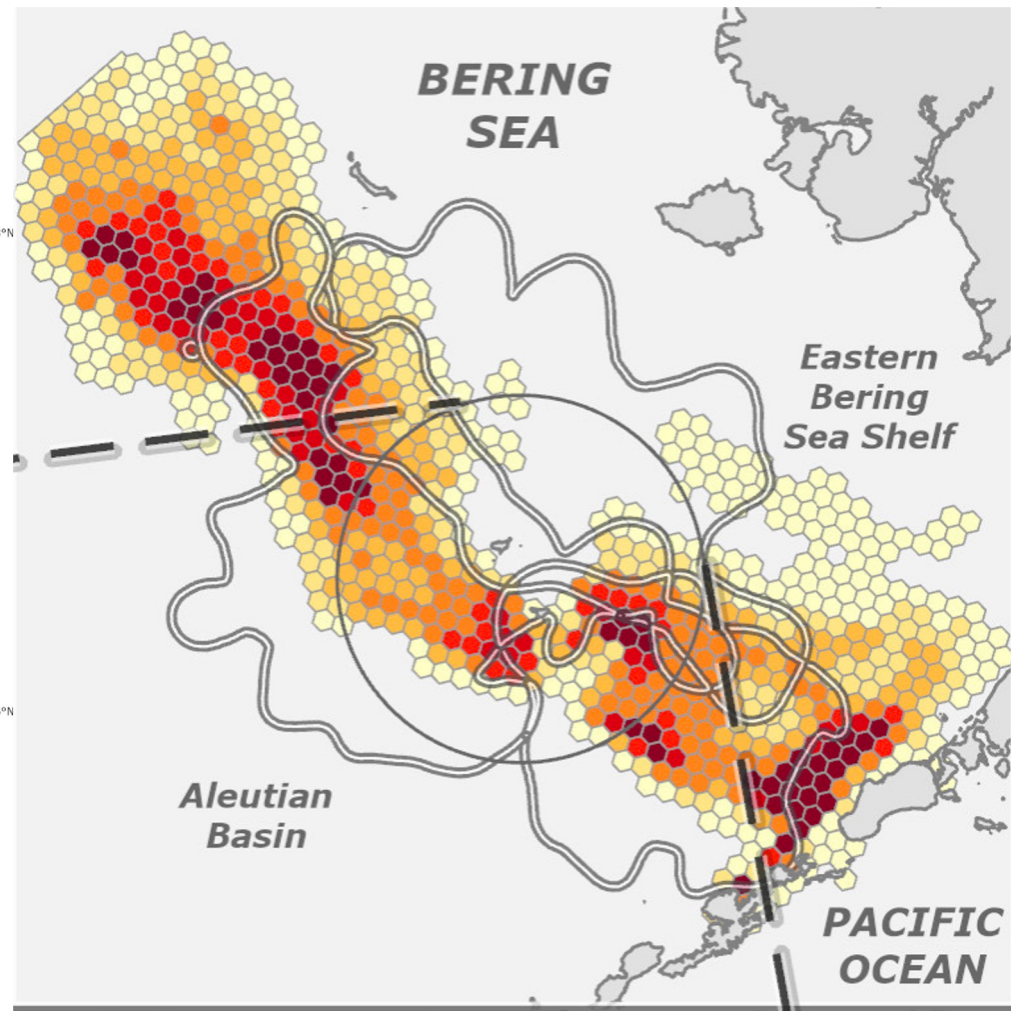 BERING
SEA
°N
Eastern
Bering
Sea Shelf
°N
Aleutian
Basin
PACIFIC
OCEAN